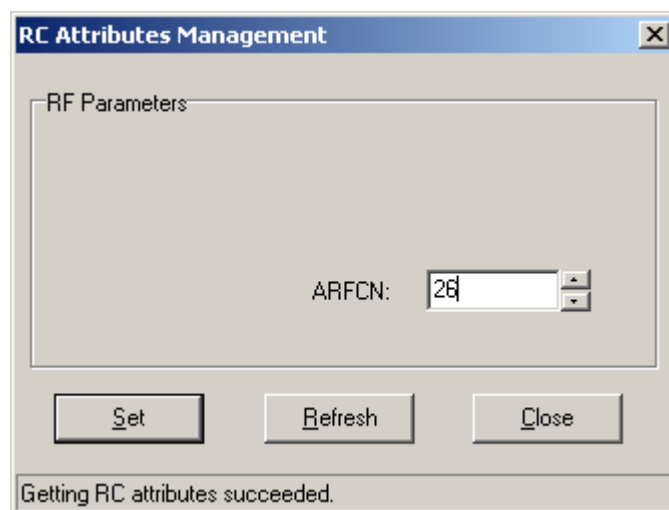 RC Attributes Management
RF Parameters
ARFCN: 26
Set Refresh Close
Getting RC attributes succeeded.